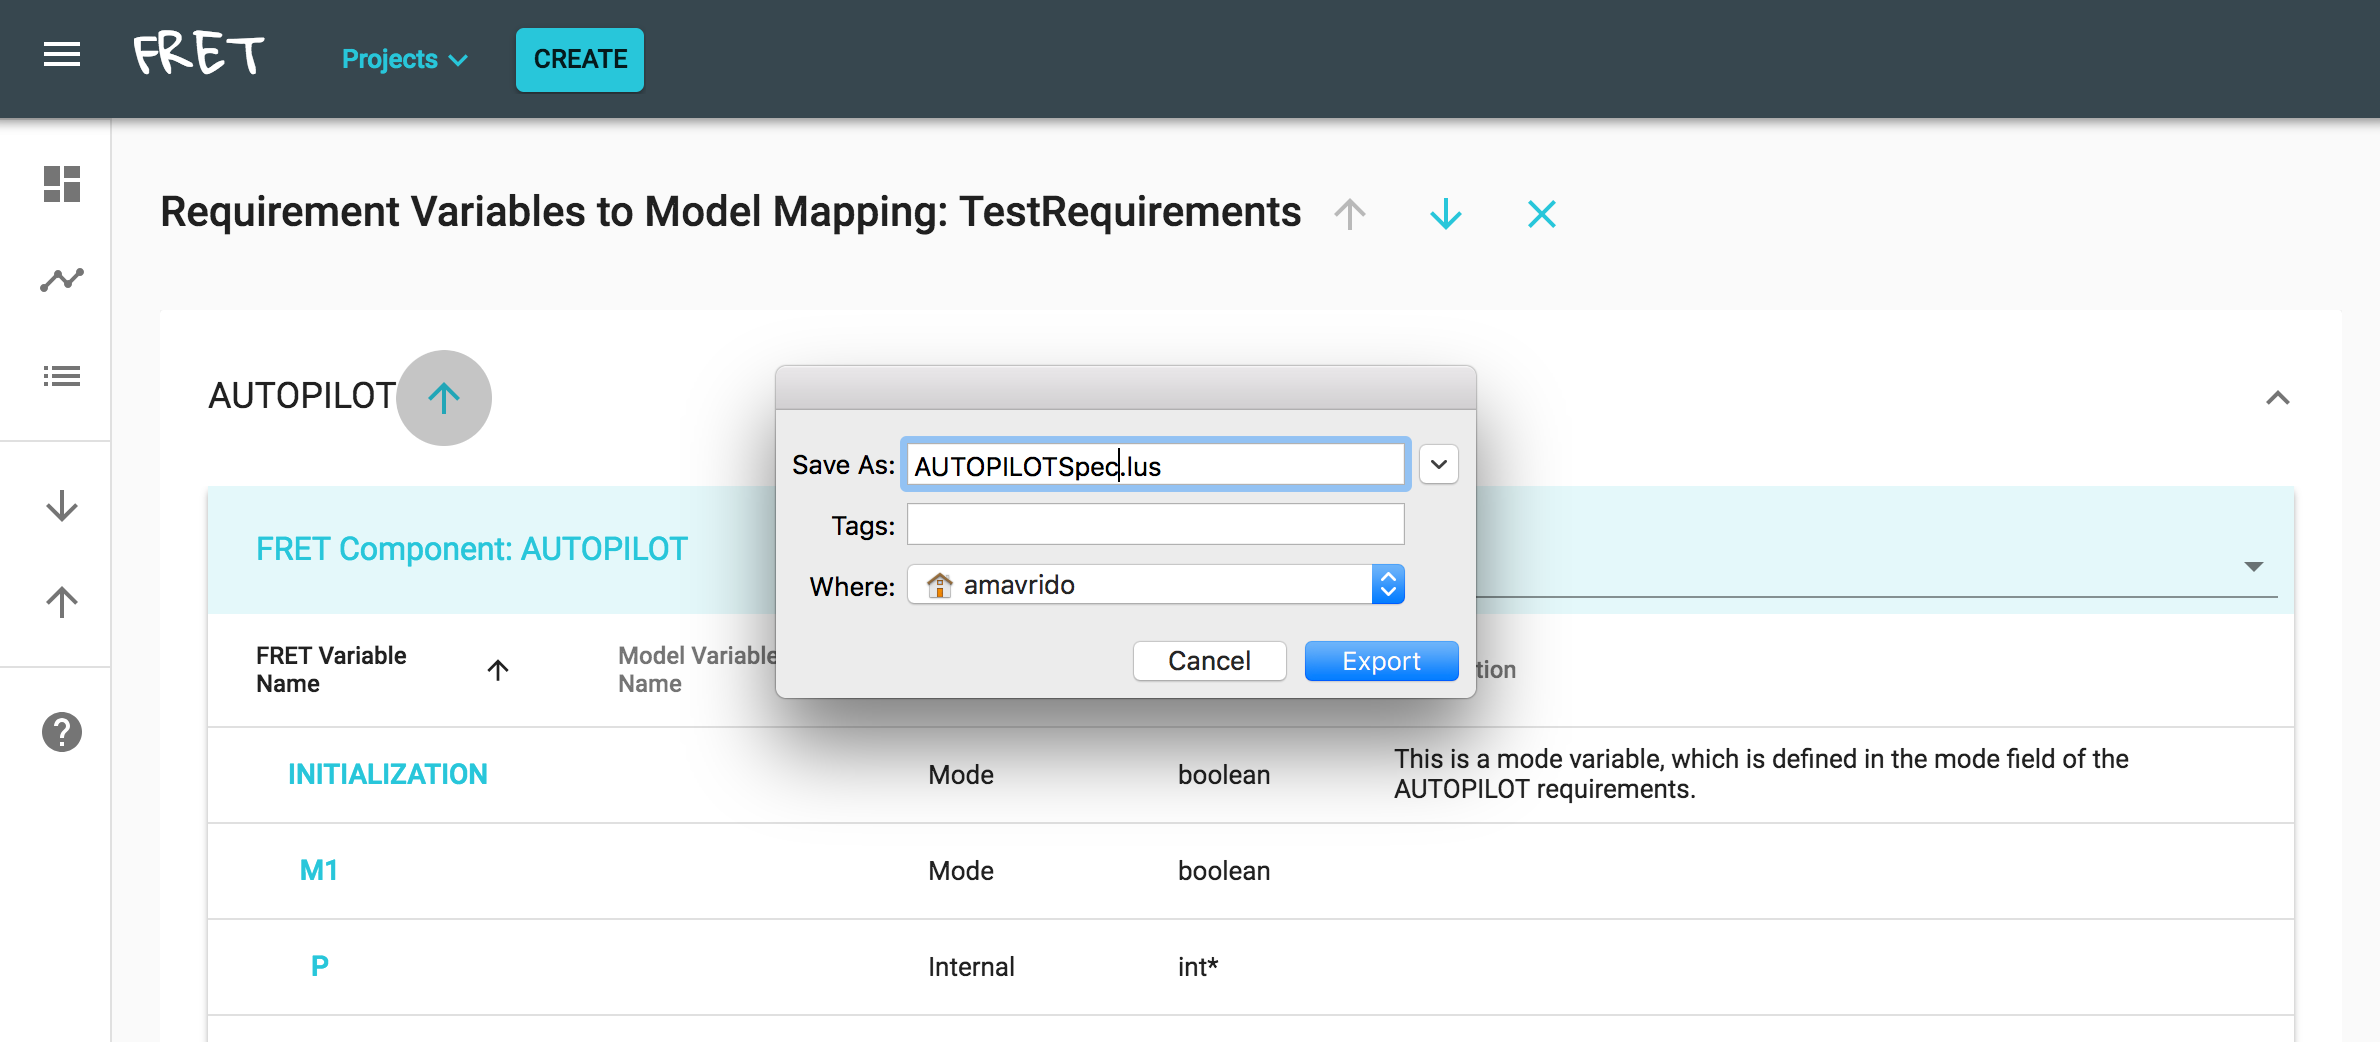 FRET
Projects
CREATE
Requirement Variables to Model Mapping: TestRequirements
AUTOPILOT
Save As: AUTOPILOTSpec.lus
Tags:
Where: amavrido
Cancel
Export
FRET Component: AUTOPILOT
FRET Variable
Name
Model Variable
Name
INITIALIZATION
Mode
boolean
This is a mode variable, which is defined in the mode field of the
AUTOPILOT requirements.
M1
Mode
boolean
P
Internal
int*